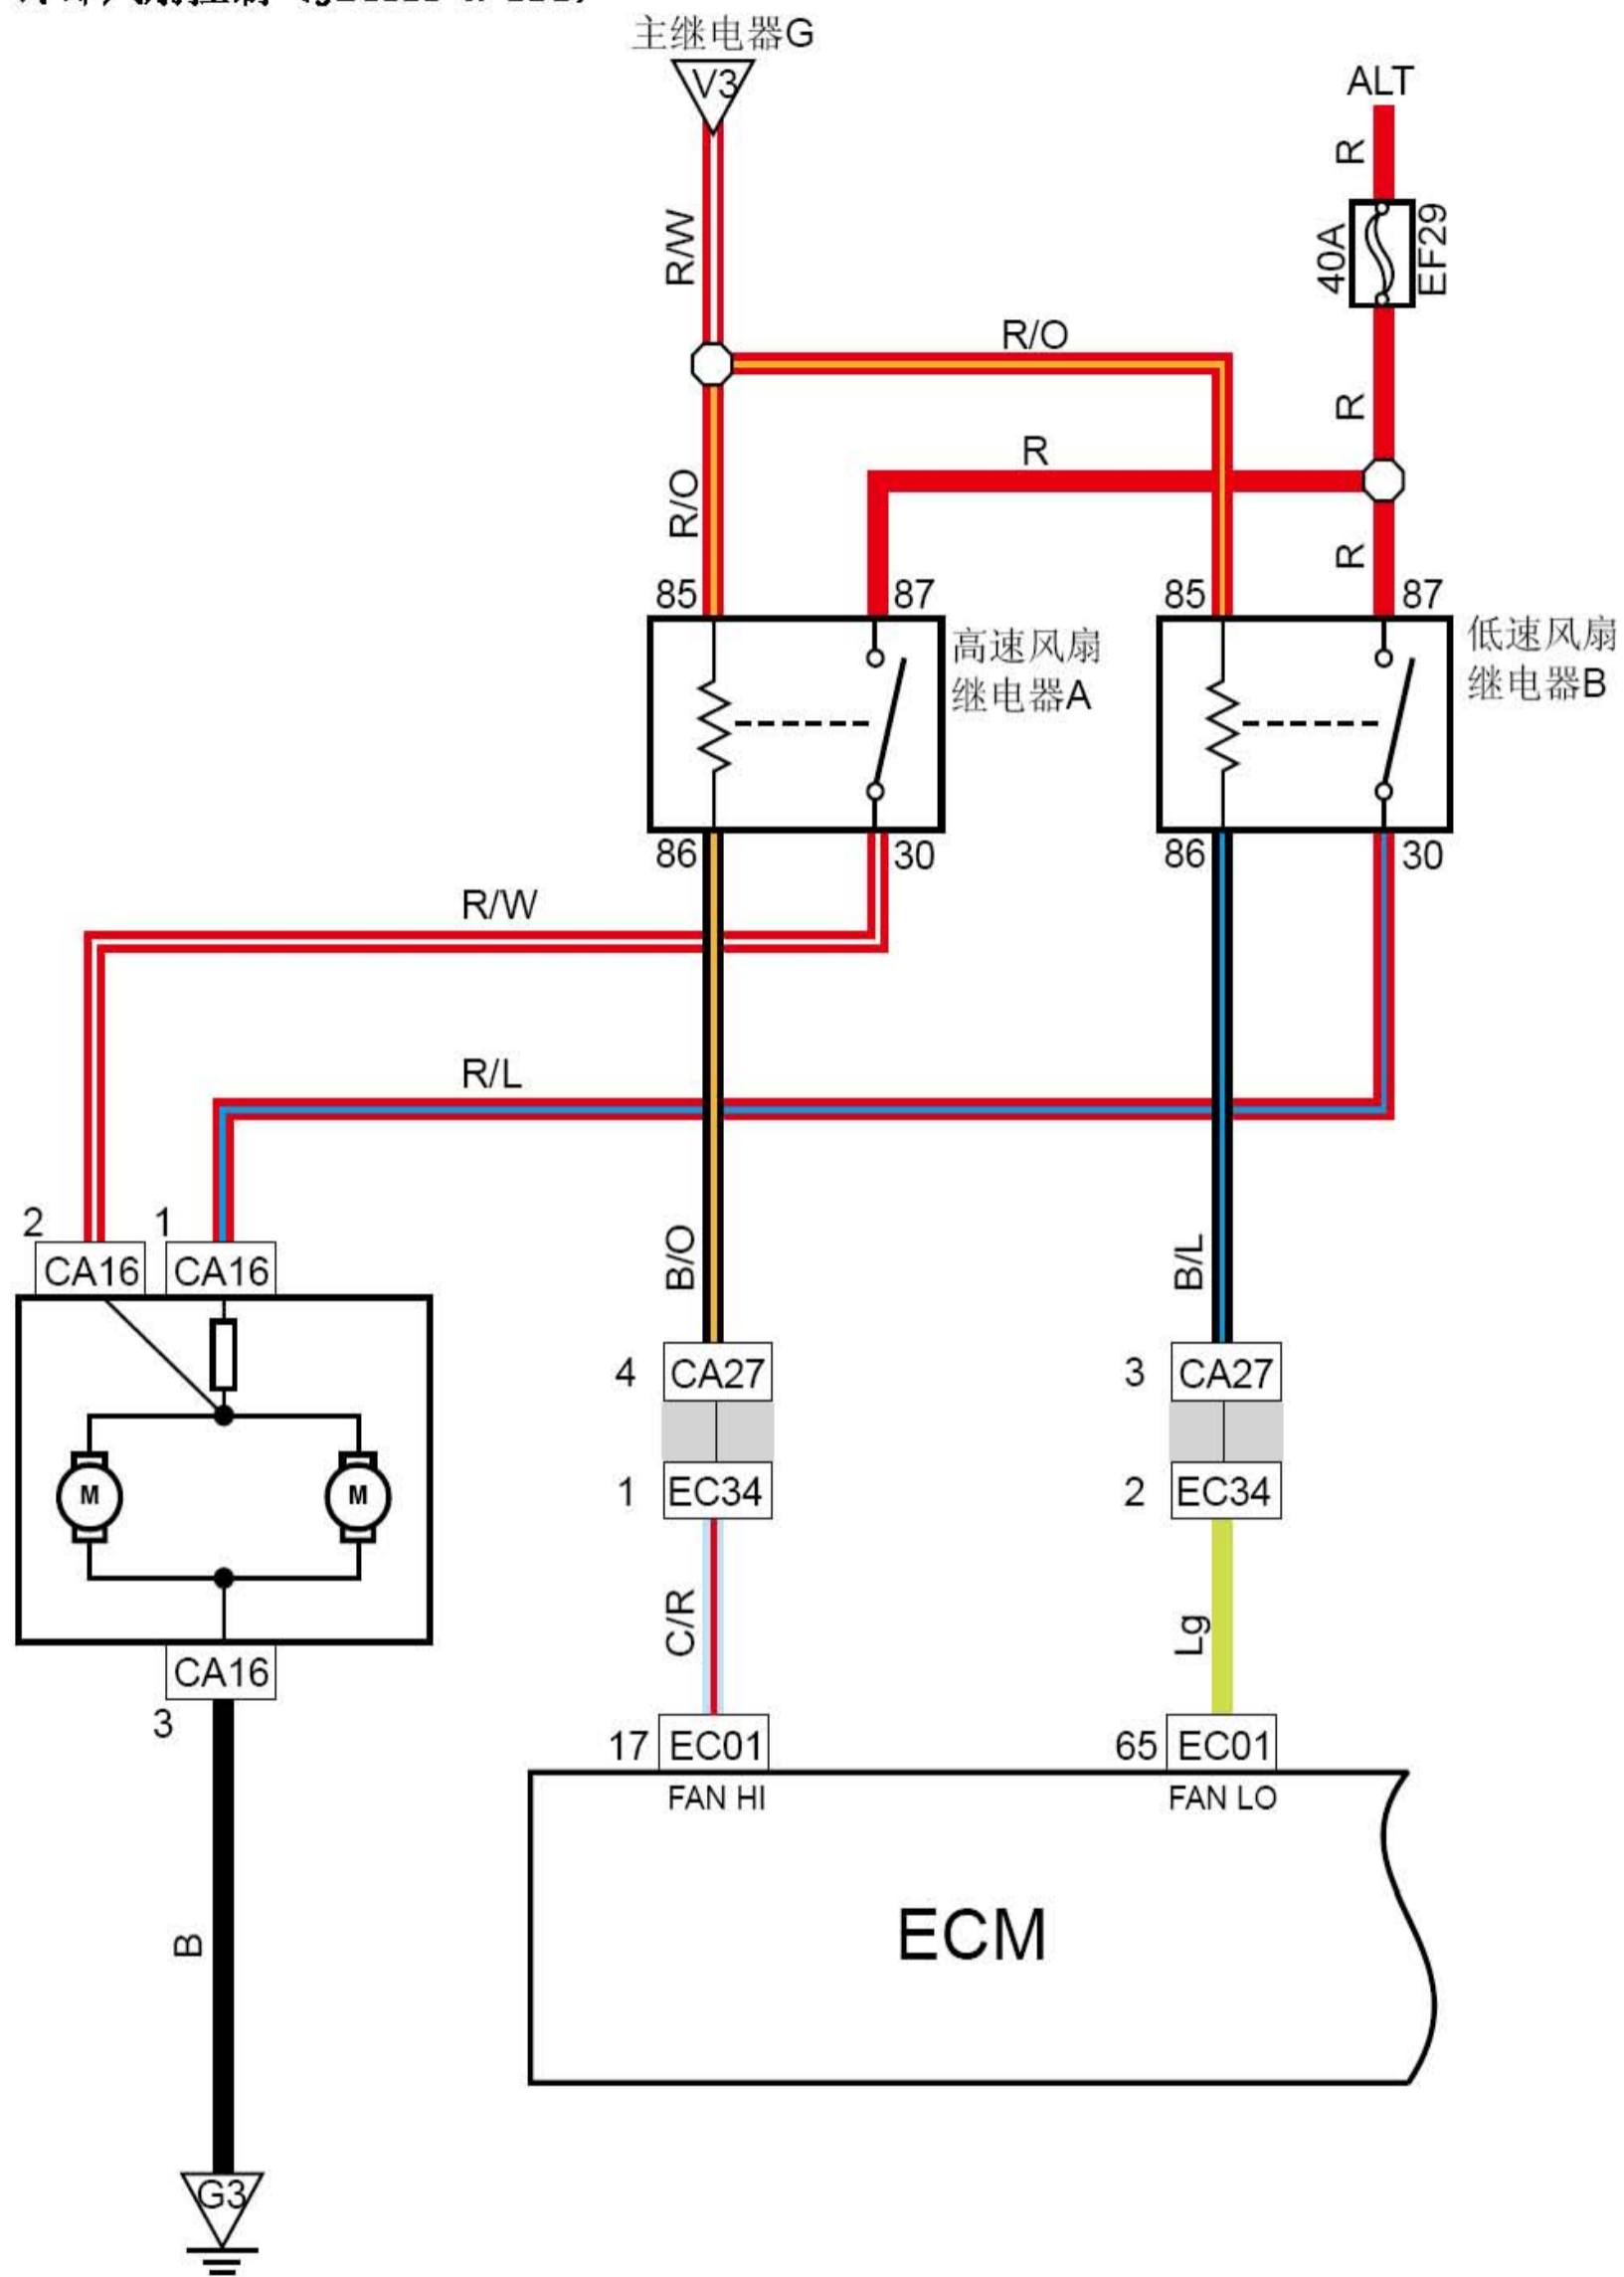 主继电器G
V3
ALT
R
R/W
40A
EF29
R/O
R
R
R/O
R
85
87
85
87
高速风扇
继电器A
低速风扇
继电器B
86
30
86
30
R/W
R/L
2
1
CA16
CA16
B/O
B/L
4
CA27
3
CA27
M
M
1
EC34
2
EC34
C/R
Lg
CA16
3
17
EC01
65
EC01
FAN HI
FAN LO
ECM
B
G3